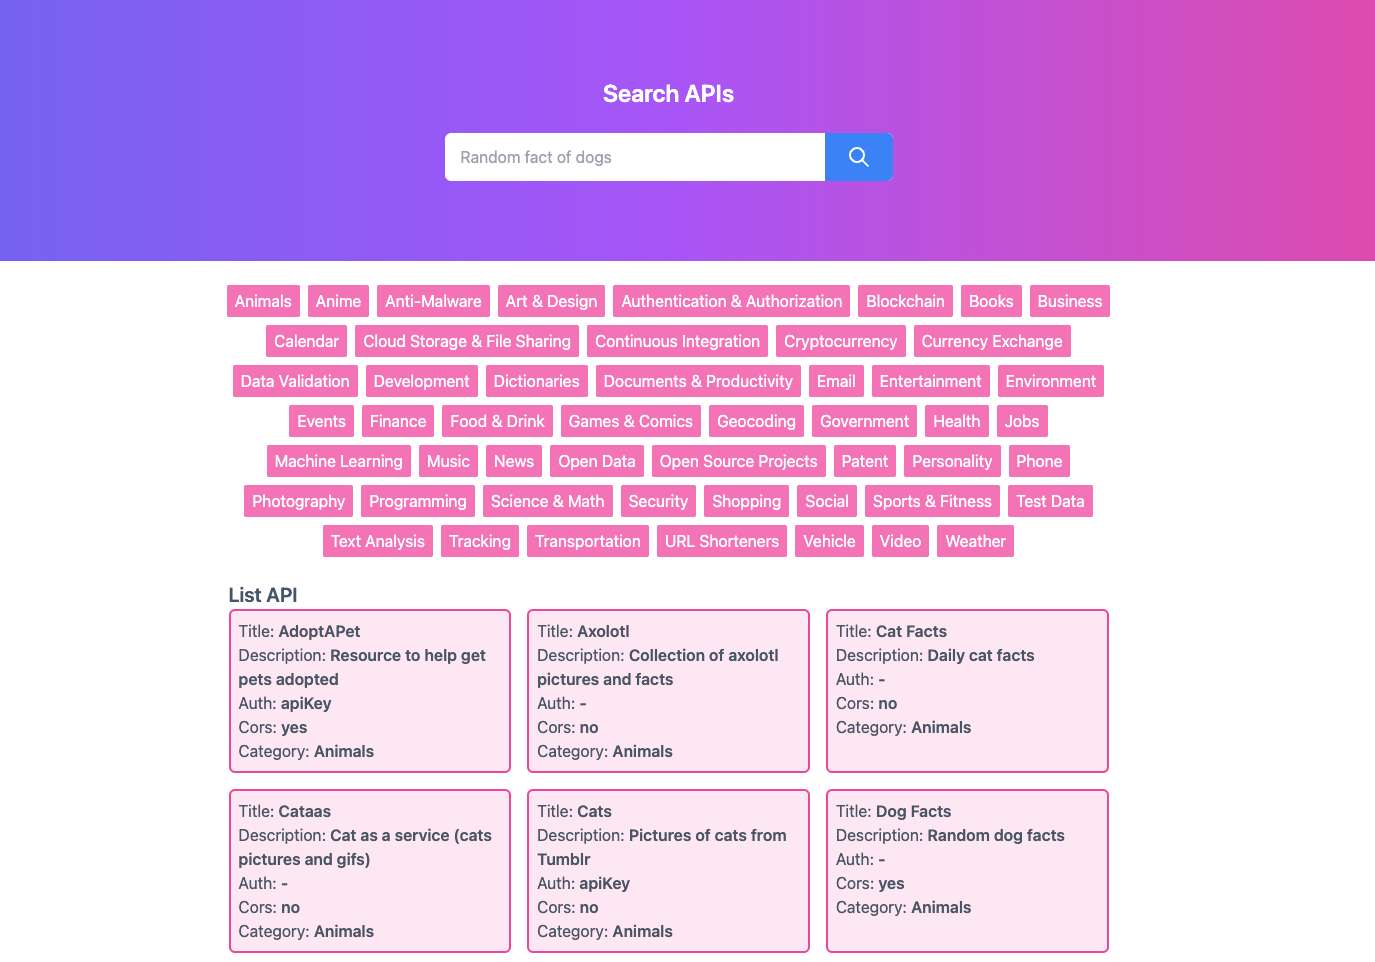 Search APIs
Random fact of dogs
Animals Anime Anti-Malware Art & Design Authentication & Authorization Blockchain Books Business
Calendar Cloud Storage & File Sharing Continuous Integration Cryptocurrency Currency Exchange
Data Validation Development Dictionaries Documents & Productivity Email Entertainment Environment
Events Finance Food & Drink Games & Comics Geocoding Government Health Jobs
Machine Learning Music News Open Data Open Source Projects Patent Personality Phone
Photography Programming Science & Math Security Shopping Social Sports & Fitness Test Data
Text Analysis Tracking Transportation URL Shorteners Vehicle Video Weather
List API
Title: AdoptAPet
Description: Resource to help get
pets adopted
Auth: apiKey
Cors: yes
Category: Animals
Title: Axolotl
Description: Collection of axolotl
pictures and facts
Auth: -
Cors: no
Category: Animals
Title: Cat Facts
Description: Daily cat facts
Auth: -
Cors: no
Category: Animals
Title: Cataas
Description: Cat as a service (cats
pictures and gifs)
Auth: -
Cors: no
Category: Animals
Title: Cats
Description: Pictures of cats from
Tumblr
Auth: apiKey
Cors: no
Category: Animals
Title: Dog Facts
Description: Random dog facts
Auth: -
Cors: yes
Category: Animals